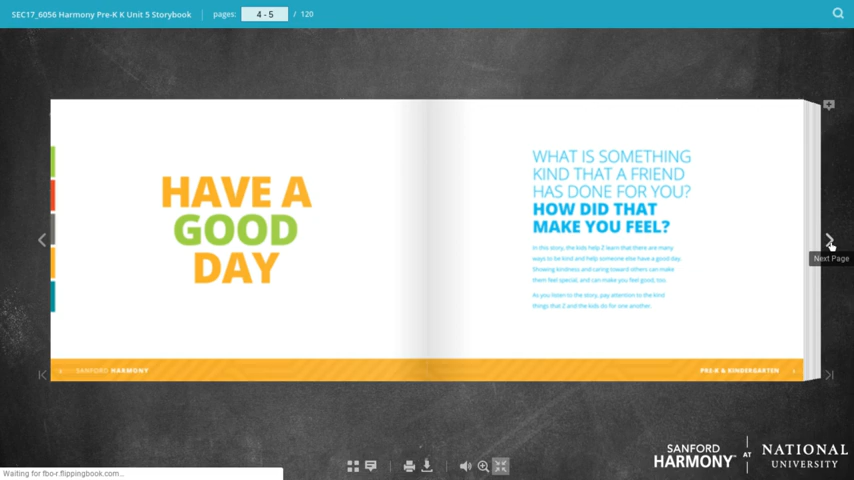 SEC17_6056 Harmony Pre-K K Unit 5 Storybook
pages: 4 - 5 / 120
HAVE A
GOOD
DAY
WHAT IS SOMETHING
KIND THAT A FRIEND
HAS DONE FOR YOU?
HOW DID THAT
MAKE YOU FEEL?
In this story, the kids help Z learn that there are many
ways to be kind and help someone else have a good day.
Showing kindness and caring toward others can make
them feel special, and can make you feel good, too.
As you listen to the story, pay attention to the kind
things that Z and the kids do for one another.
Next Page
SANFORD HARMONY
PRE-K & KINDERGARTEN
SANFORD
HARMONY™ AT NATIONAL
UNIVERSITY
Waiting for fbo-r.flippingbook.com...